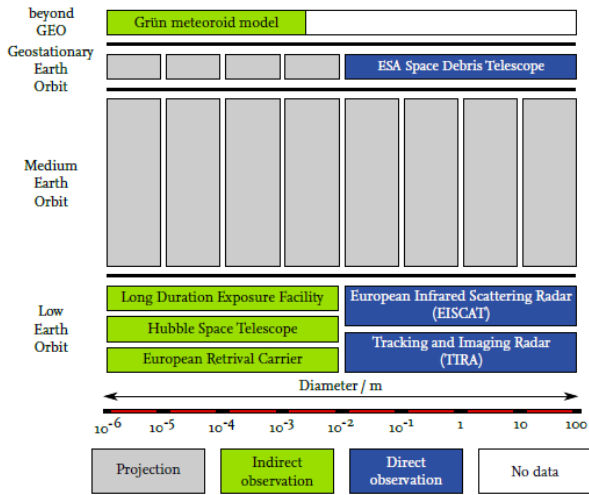 beyond
GEO
Grün meteoroid model
Geostationary
Earth
Orbit
ESA Space Debris Telescope
Medium
Earth
Orbit
Low
Earth
Orbit
Long Duration Exposure Facility
Hubble Space Telescope
European Retrival Carrier
European Infrared Scattering Radar
(EISCAT)
Tracking and Imaging Radar
(TIRA)
Diameter / m
10⁻⁶ 10⁻⁵ 10⁻⁴ 10⁻³ 10⁻² 10⁻¹ 1 10 100
Projection
Indirect
observation
Direct
observation
No data